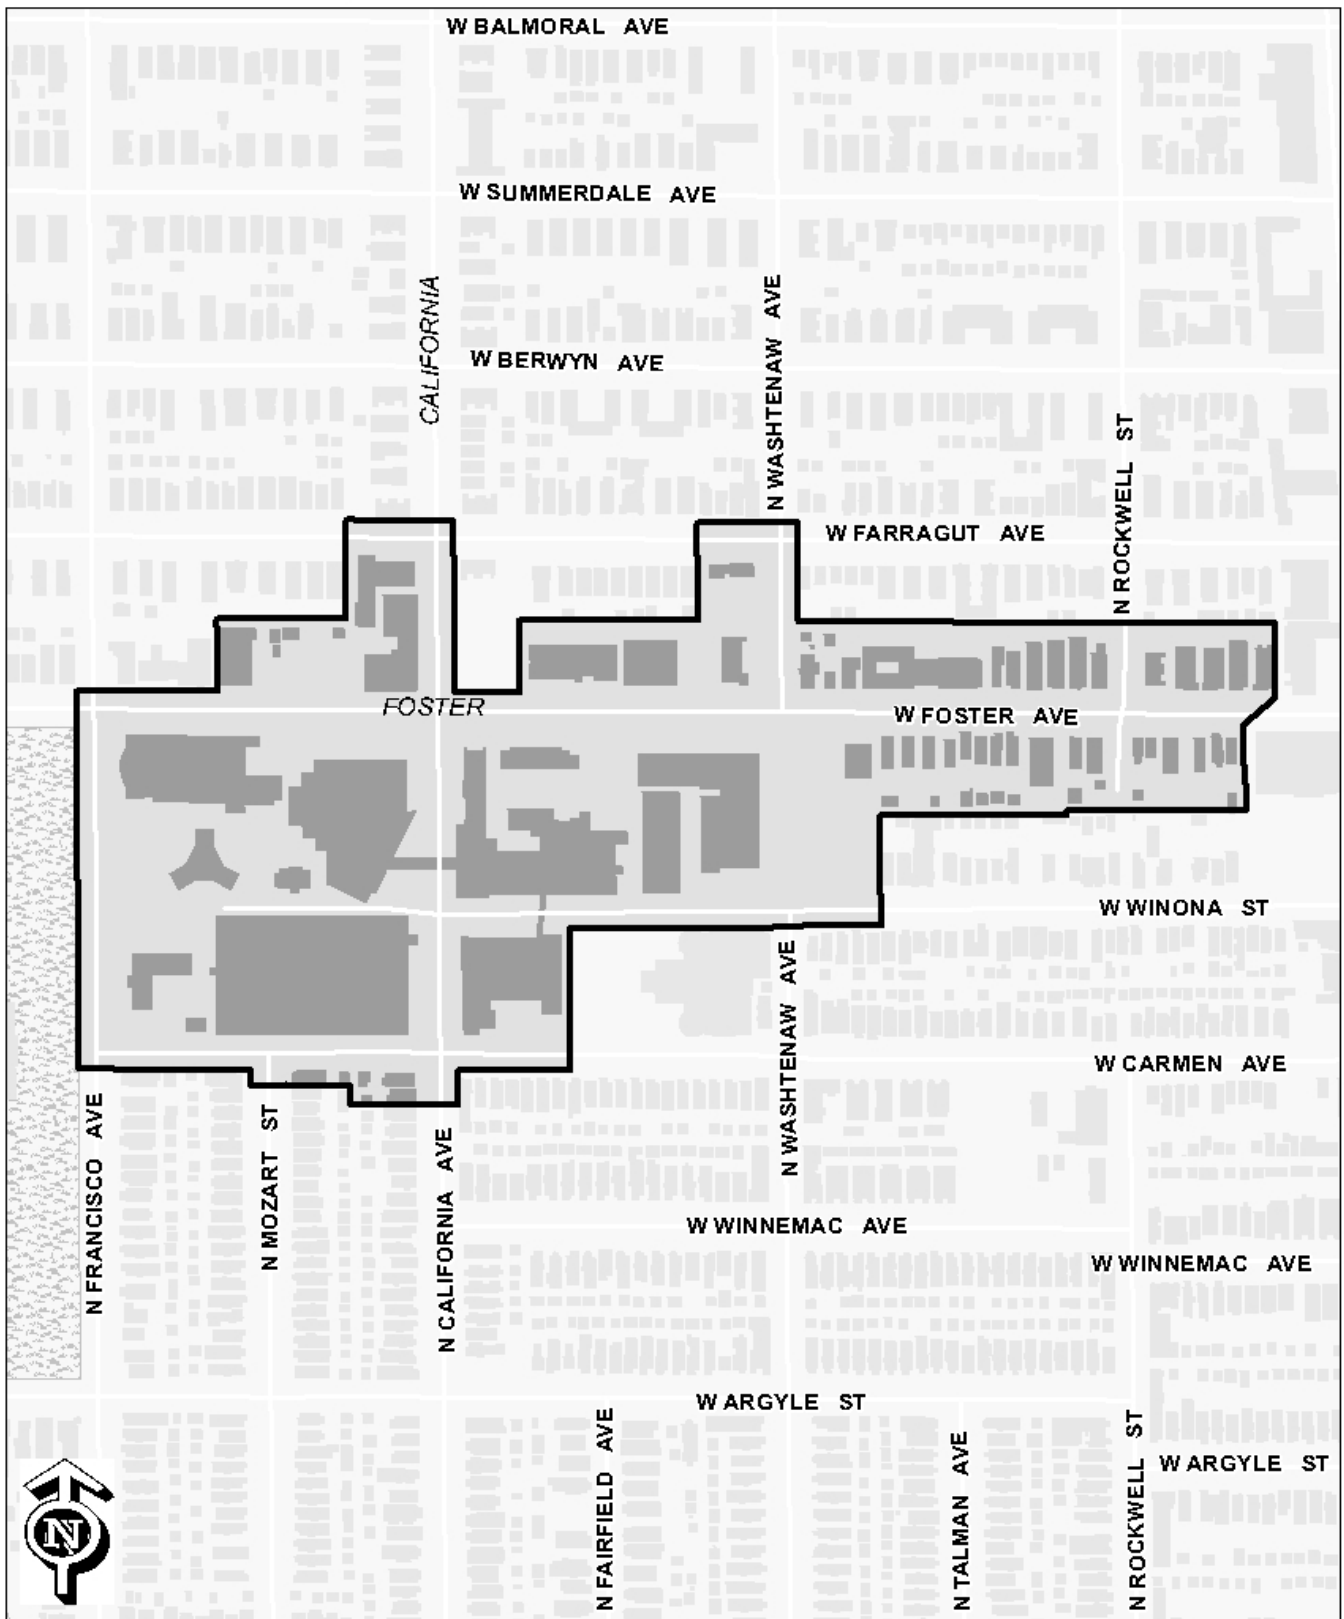 W BALMORAL AVE
W SUMMERDALE AVE
CALIFORNIA
N WASHTENAW AVE
W BERWYN AVE
N ROCKWELL ST
W FARRAGUT AVE
FOSTER
W FOSTER AVE
W WINONA ST
N WASHTENAW AVE
W CARMEN AVE
N FRANCISCO AVE
N MOZART ST
N CALIFORNIA AVE
W WINNEMAC AVE
W WINNEMAC AVE
W ARGYLE ST
N FAIRFIELD AVE
N TALMAN AVE
N ROCKWELL ST
W ARGYLE ST
N